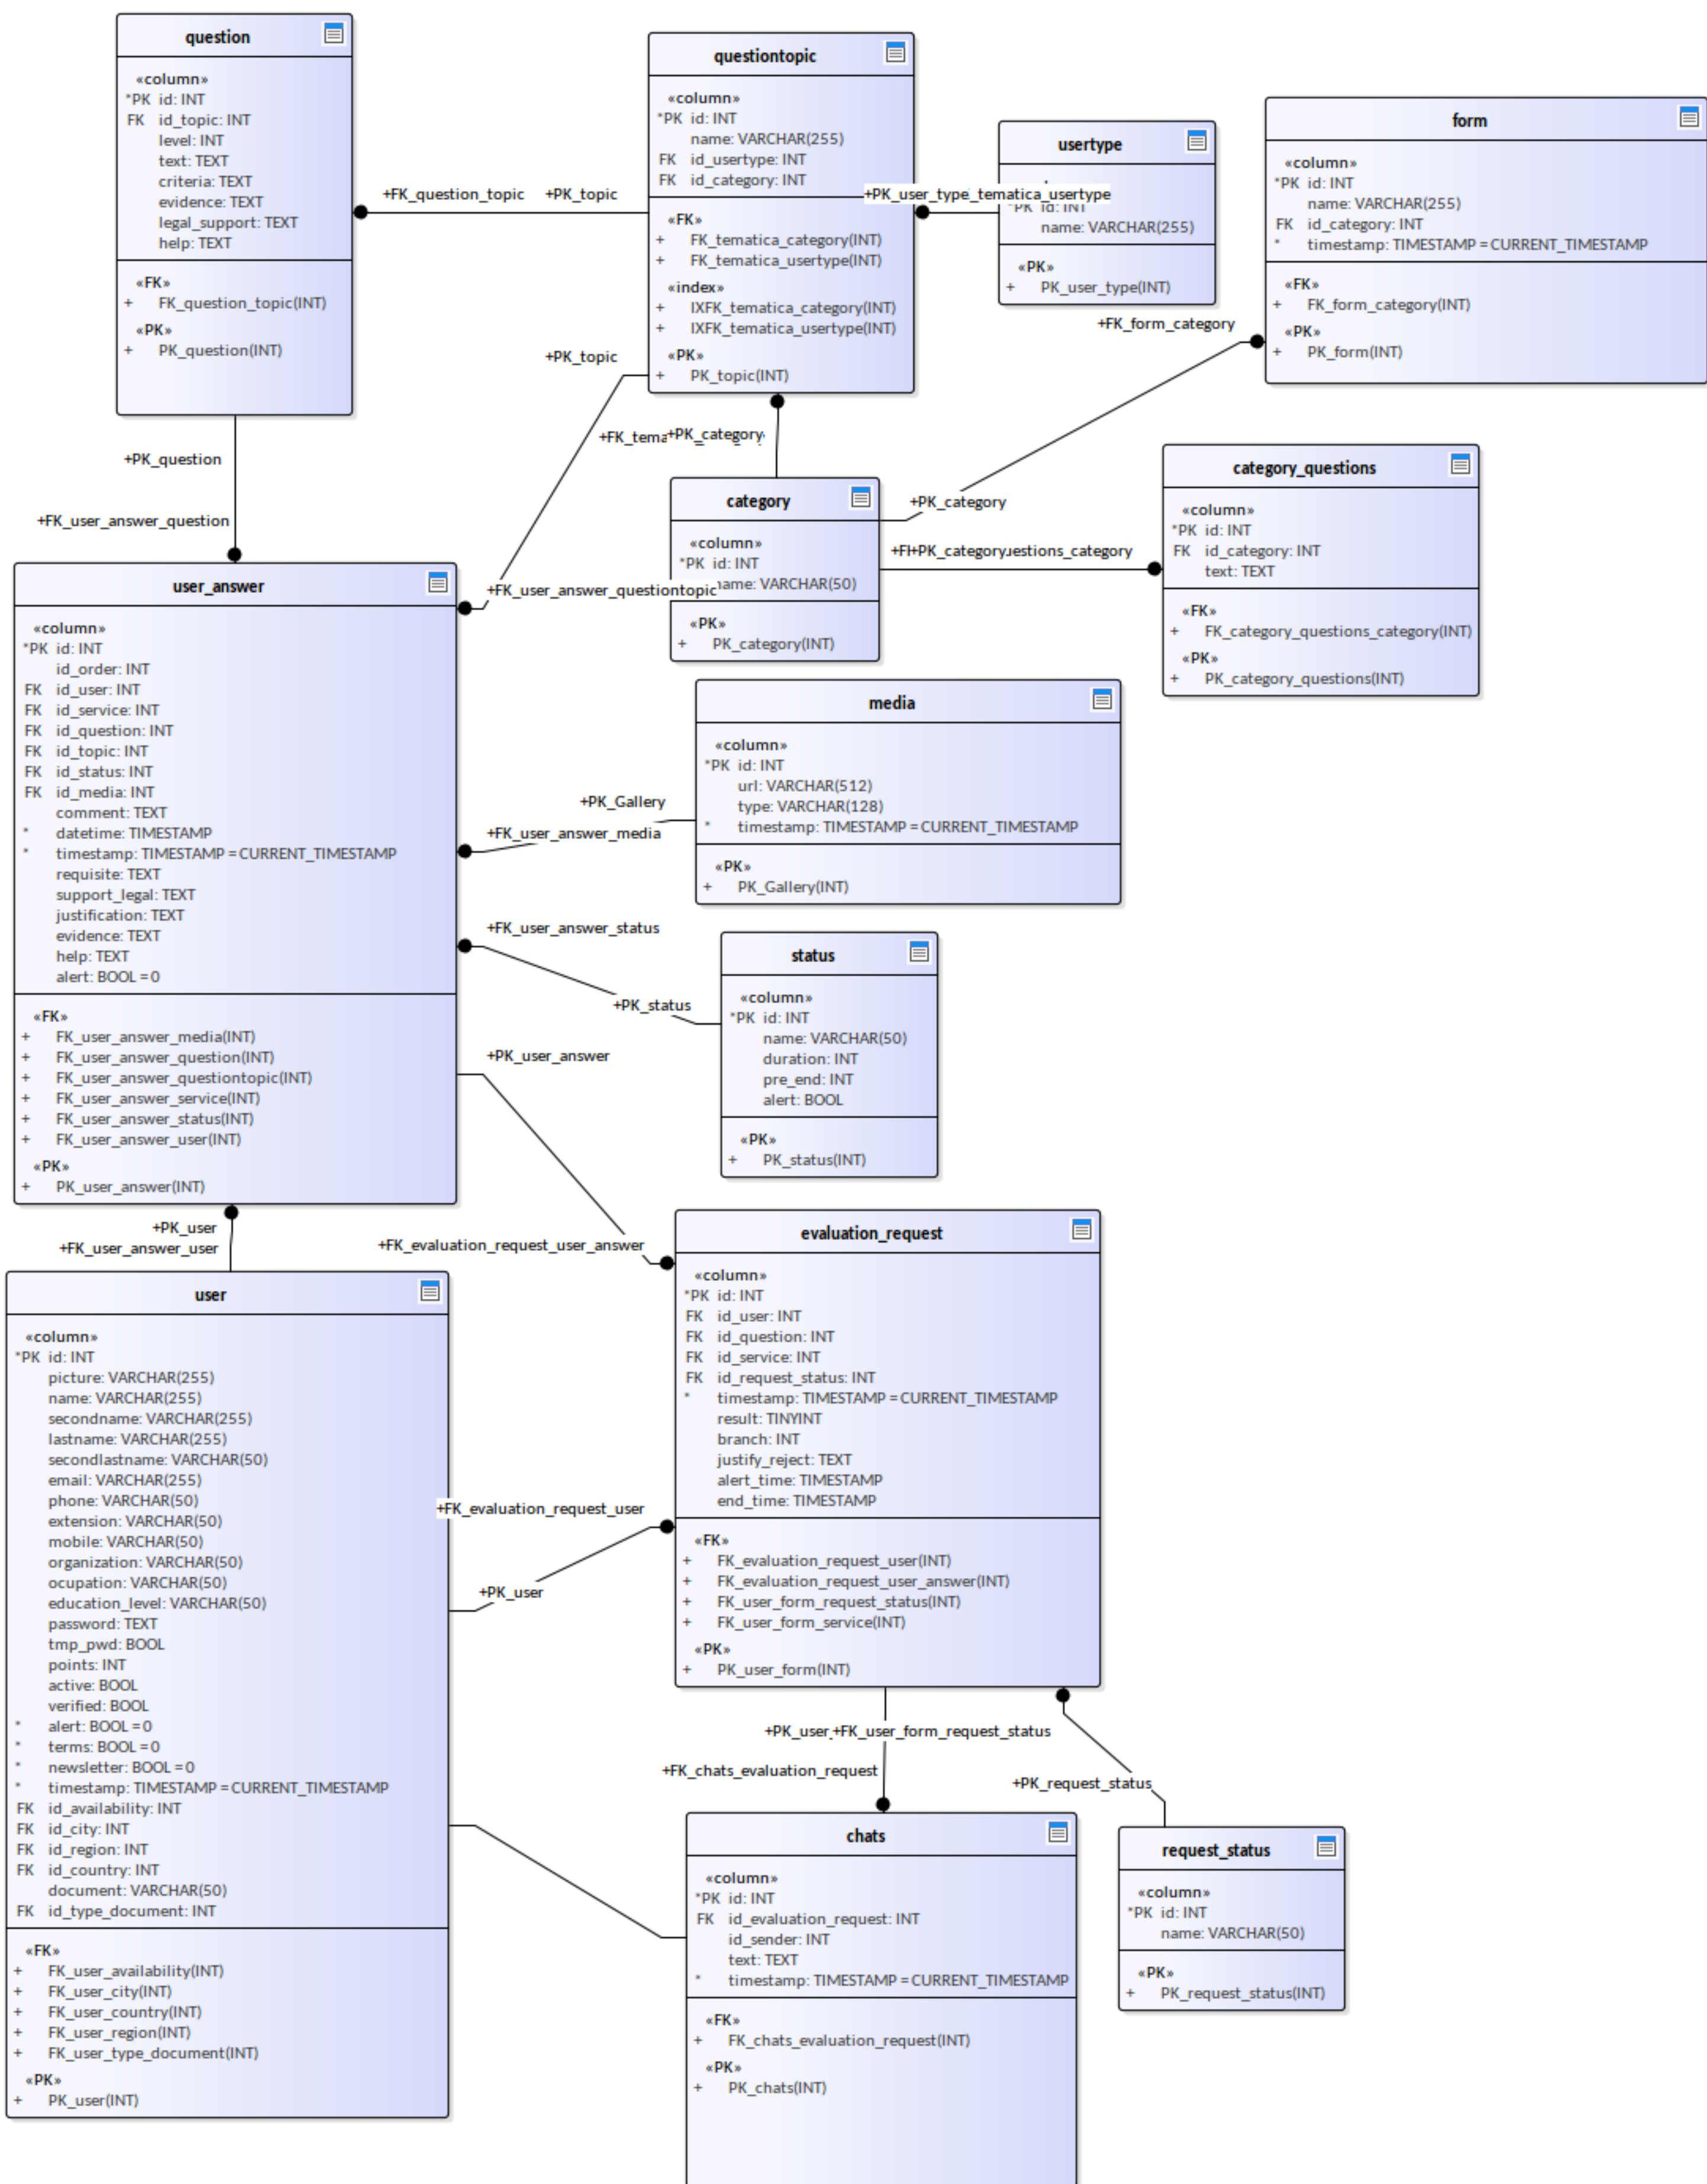 question
«column»
*PK id: INT
FK id_topic: INT
level: INT
text: TEXT
criteria: TEXT
evidence: TEXT
legal_support: TEXT
help: TEXT
«FK»
+ FK_question_topic(INT)
«PK»
+ PK_question(INT)
+FK_question_topic +PK_topic
questiontopic
«column»
*PK id: INT
name: VARCHAR(255)
FK id_usertype: INT
FK id_category: INT
«FK»
+ FK_tematica_category(INT)
+ FK_tematica_usertype(INT)
«index»
+ IXFK_tematica_category(INT)
+ IXFK_tematica_usertype(INT)
«PK»
+ PK_topic(INT)
+PK_user_type_tematica_usertype
usertype
*PK id: INT
name: VARCHAR(255)
«PK»
+ PK_user_type(INT)
form
«column»
*PK id: INT
name: VARCHAR(255)
FK id_category: INT
* timestamp: TIMESTAMP = CURRENT_TIMESTAMP
«FK»
+ FK_form_category(INT)
«PK»
+ PK_form(INT)
+FK_form_category
+PK_topic
+PK_category
+PK_category
+PK_question
+FK_user_answer_question
category
«column»
*PK id: INT
name: VARCHAR(50)
«PK»
+ PK_category(INT)
+PK_category
category_questions
«column»
*PK id: INT
FK id_category: INT
text: TEXT
«FK»
+ FK_category_questions_category(INT)
«PK»
+ PK_category_questions(INT)
+FK_user_answer_questiontopic
user_answer
«column»
*PK id: INT
id_order: INT
FK id_user: INT
FK id_service: INT
FK id_question: INT
FK id_topic: INT
FK id_status: INT
FK id_media: INT
comment: TEXT
* datetime: TIMESTAMP
* timestamp: TIMESTAMP = CURRENT_TIMESTAMP
requisite: TEXT
support_legal: TEXT
justification: TEXT
evidence: TEXT
help: TEXT
alert: BOOL = 0
«FK»
+ FK_user_answer_media(INT)
+ FK_user_answer_question(INT)
+ FK_user_answer_questiontopic(INT)
+ FK_user_answer_service(INT)
+ FK_user_answer_status(INT)
+ FK_user_answer_user(INT)
«PK»
+ PK_user_answer(INT)
media
«column»
*PK id: INT
url: VARCHAR(512)
type: VARCHAR(128)
* timestamp: TIMESTAMP = CURRENT_TIMESTAMP
«PK»
+ PK_Gallery(INT)
+PK_Gallery
+FK_user_answer_media
+FK_user_answer_status
+PK_status
status
«column»
*PK id: INT
name: VARCHAR(50)
duration: INT
pre_end: INT
alert: BOOL
«PK»
+ PK_status(INT)
+PK_user_answer
+FK_evaluation_request_user_answer
+PK_user
+FK_user_answer_user
user
«column»
*PK id: INT
picture: VARCHAR(255)
name: VARCHAR(255)
secondname: VARCHAR(255)
lastname: VARCHAR(255)
secondlastname: VARCHAR(50)
email: VARCHAR(255)
phone: VARCHAR(50)
extension: VARCHAR(50)
mobile: VARCHAR(50)
organization: VARCHAR(50)
ocupation: VARCHAR(50)
education_level: VARCHAR(50)
password: TEXT
tmp_pwd: BOOL
points: INT
active: BOOL
verified: BOOL
* alert: BOOL = 0
* terms: BOOL = 0
* newsletter: BOOL = 0
* timestamp: TIMESTAMP = CURRENT_TIMESTAMP
FK id_availability: INT
FK id_city: INT
FK id_region: INT
FK id_country: INT
document: VARCHAR(50)
FK id_type_document: INT
«FK»
+ FK_user_availability(INT)
+ FK_user_city(INT)
+ FK_user_country(INT)
+ FK_user_region(INT)
+ FK_user_type_document(INT)
«PK»
+ PK_user(INT)
evaluation_request
«column»
*PK id: INT
FK id_user: INT
FK id_question: INT
FK id_service: INT
FK id_request_status: INT
* timestamp: TIMESTAMP = CURRENT_TIMESTAMP
result: TINYINT
branch: INT
justify_reject: TEXT
alert_time: TIMESTAMP
end_time: TIMESTAMP
«FK»
+ FK_evaluation_request_user(INT)
+ FK_evaluation_request_user_answer(INT)
+ FK_user_form_request_status(INT)
+ FK_user_form_service(INT)
«PK»
+ PK_user_form(INT)
+FK_evaluation_request_user
+PK_user
+PK_user_+FK_user_form_request_status
+FK_chats_evaluation_request
+PK_request_status
chats
«column»
*PK id: INT
FK id_evaluation_request: INT
id_sender: INT
text: TEXT
* timestamp: TIMESTAMP = CURRENT_TIMESTAMP
«FK»
+ FK_chats_evaluation_request(INT)
«PK»
+ PK_chats(INT)
request_status
«column»
*PK id: INT
name: VARCHAR(50)
«PK»
+ PK_request_status(INT)